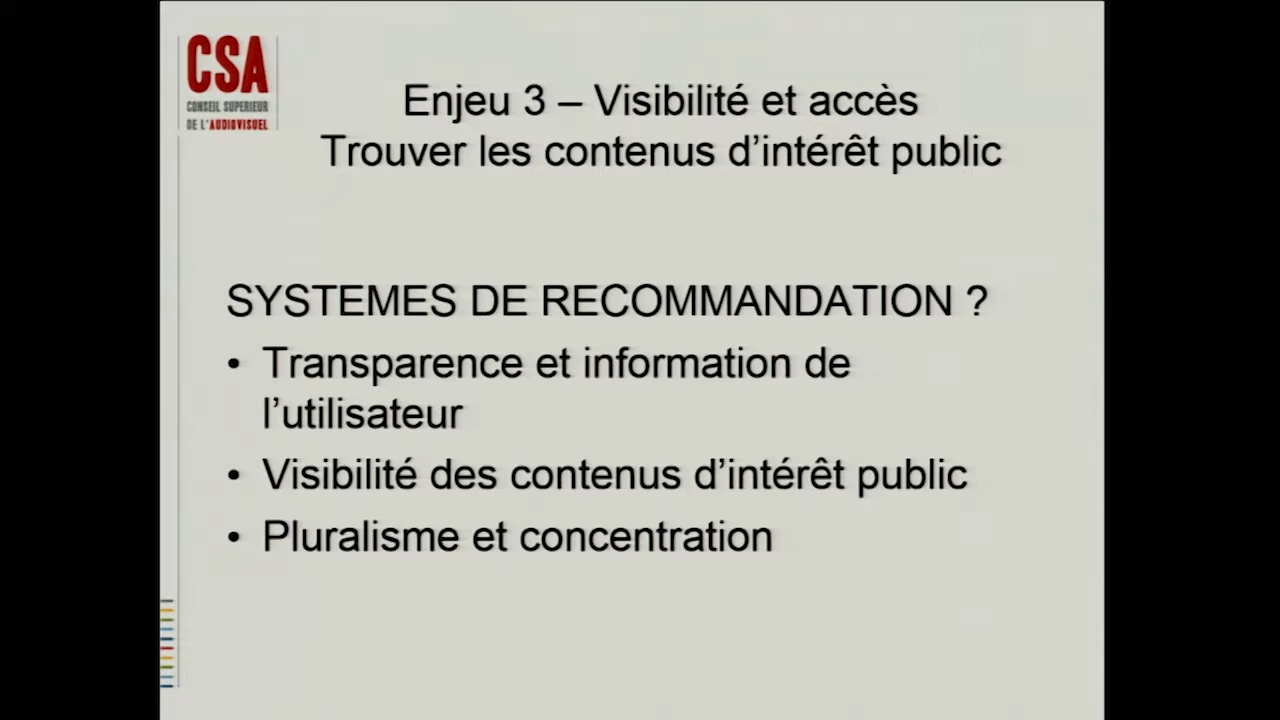 CSA
CONSEIL SUPERIEUR
DE L'AUDIOVISUEL
Enjeu 3 – Visibilité et accès
Trouver les contenus d’intérêt public
SYSTEMES DE RECOMMANDATION ?
• Transparence et information de
l’utilisateur
• Visibilité des contenus d’intérêt public
• Pluralisme et concentration